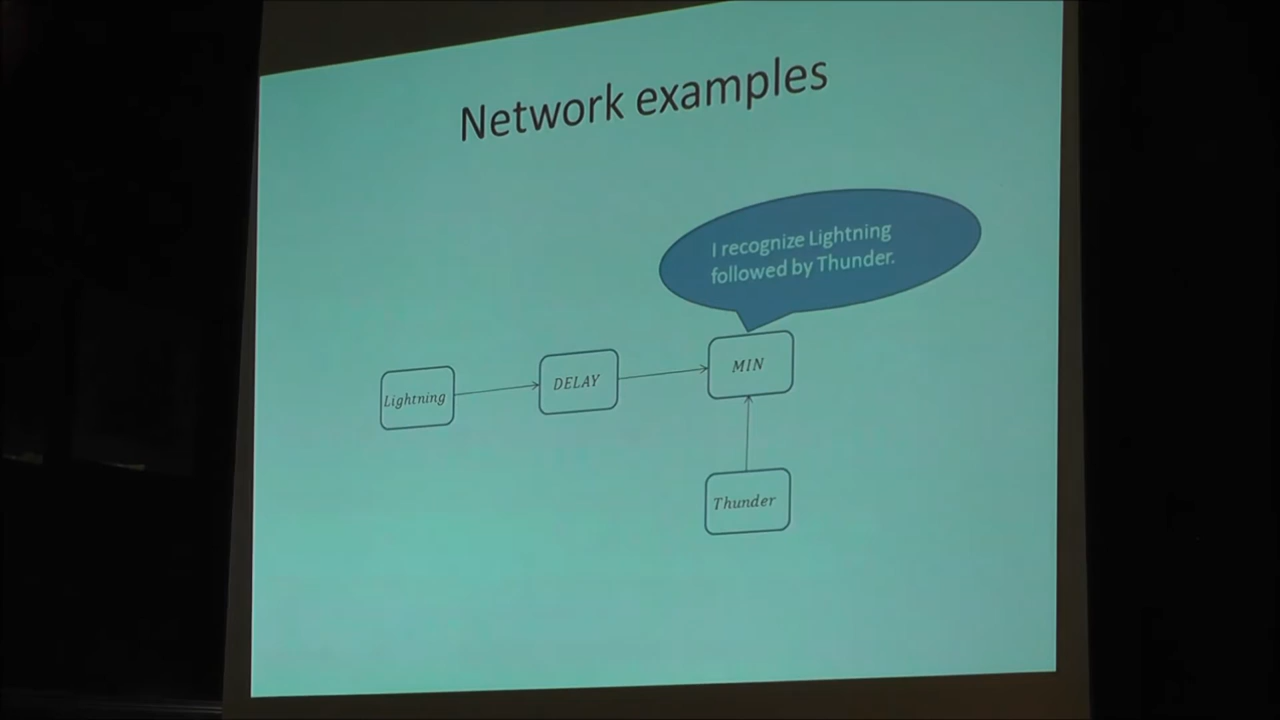 Network examples
I recognize Lightning
followed by Thunder.
Lightning
DELAY
MIN
Thunder